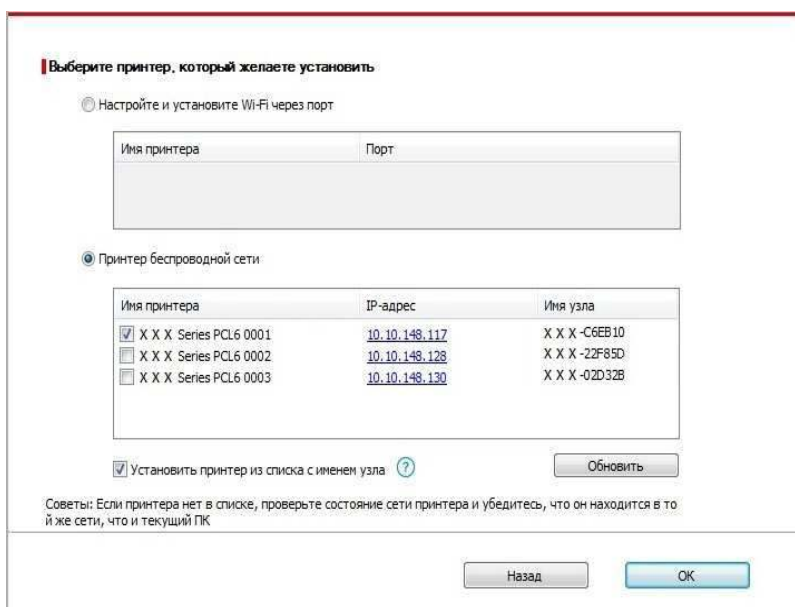 Выберите принтер, который желаете установить
Настройте и установите Wi-Fi через порт
Имя принтера Порт
Принтер беспроводной сети
Имя принтера IP-адрес Имя узла
X X X Series PCL6 0001 10.10.148.117 X X X -C6EB10
X X X Series PCL6 0002 10.10.148.128 X X X -22F85D
X X X Series PCL6 0003 10.10.148.130 X X X -02D32B
Установить принтер из списка с именем узла ? Обновить
Советы: Если принтера нет в списке, проверьте состояние сети принтера и убедитесь, что он находится в то
й же сети, что и текущий ПК
Назад OK